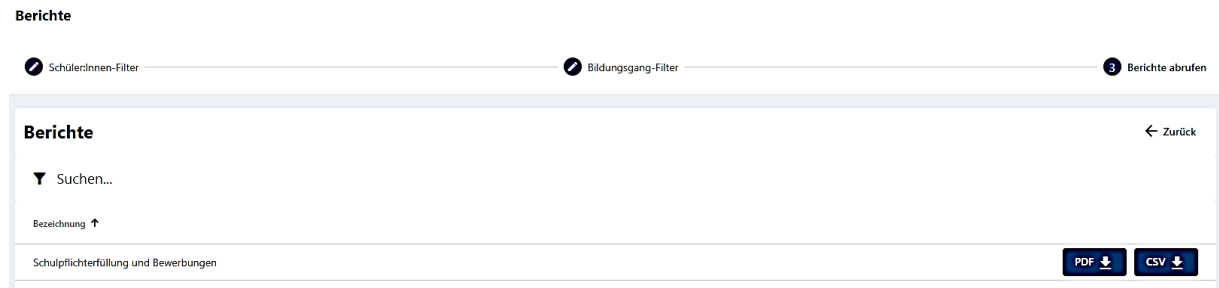 Berichte
Schüler:Innen-Filter
Bildungsgang-Filter
3 Berichte abrufen
Berichte
Zurück
Suchen...
Bezeichnung
Schulpflichterfüllung und Bewerbungen
PDF
CSV